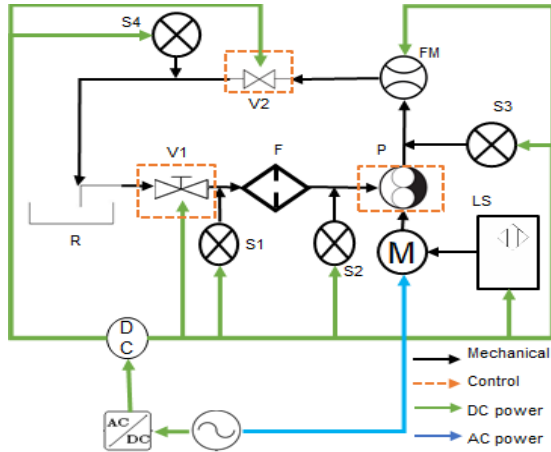 S4
FM
V2
S3
V1
F
P
LS
R
S1
S2
M
D
C
AC
DC
Mechanical
Control
DC power
AC power